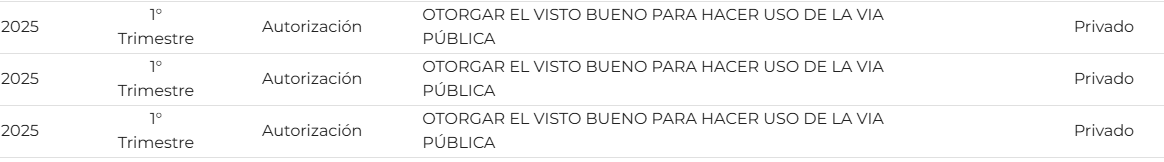 2025 1° Trimestre Autorización OTORGAR EL VISTO BUENO PARA HACER USO DE LA VIA PÚBLICA Privado
2025 1° Trimestre Autorización OTORGAR EL VISTO BUENO PARA HACER USO DE LA VIA PÚBLICA Privado
2025 1° Trimestre Autorización OTORGAR EL VISTO BUENO PARA HACER USO DE LA VIA PÚBLICA Privado